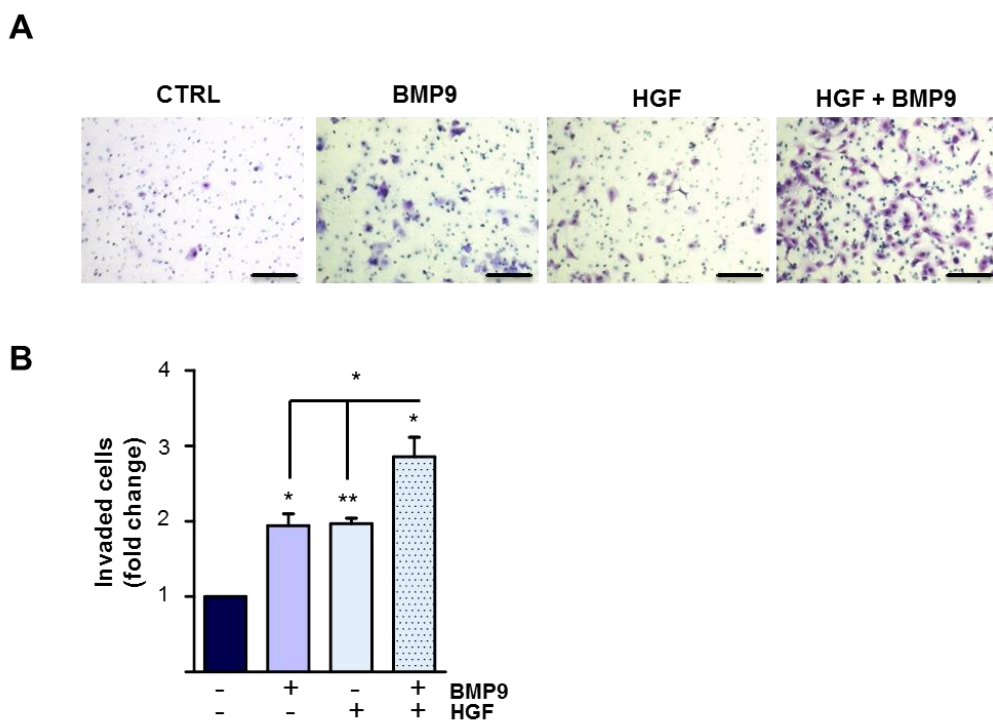 A
CTRL BMP9 HGF HGF + BMP9
B
Invaded cells
(fold change)
4
3
2
1
*
*
** 
*
- + - + BMP9
- - + + HGF